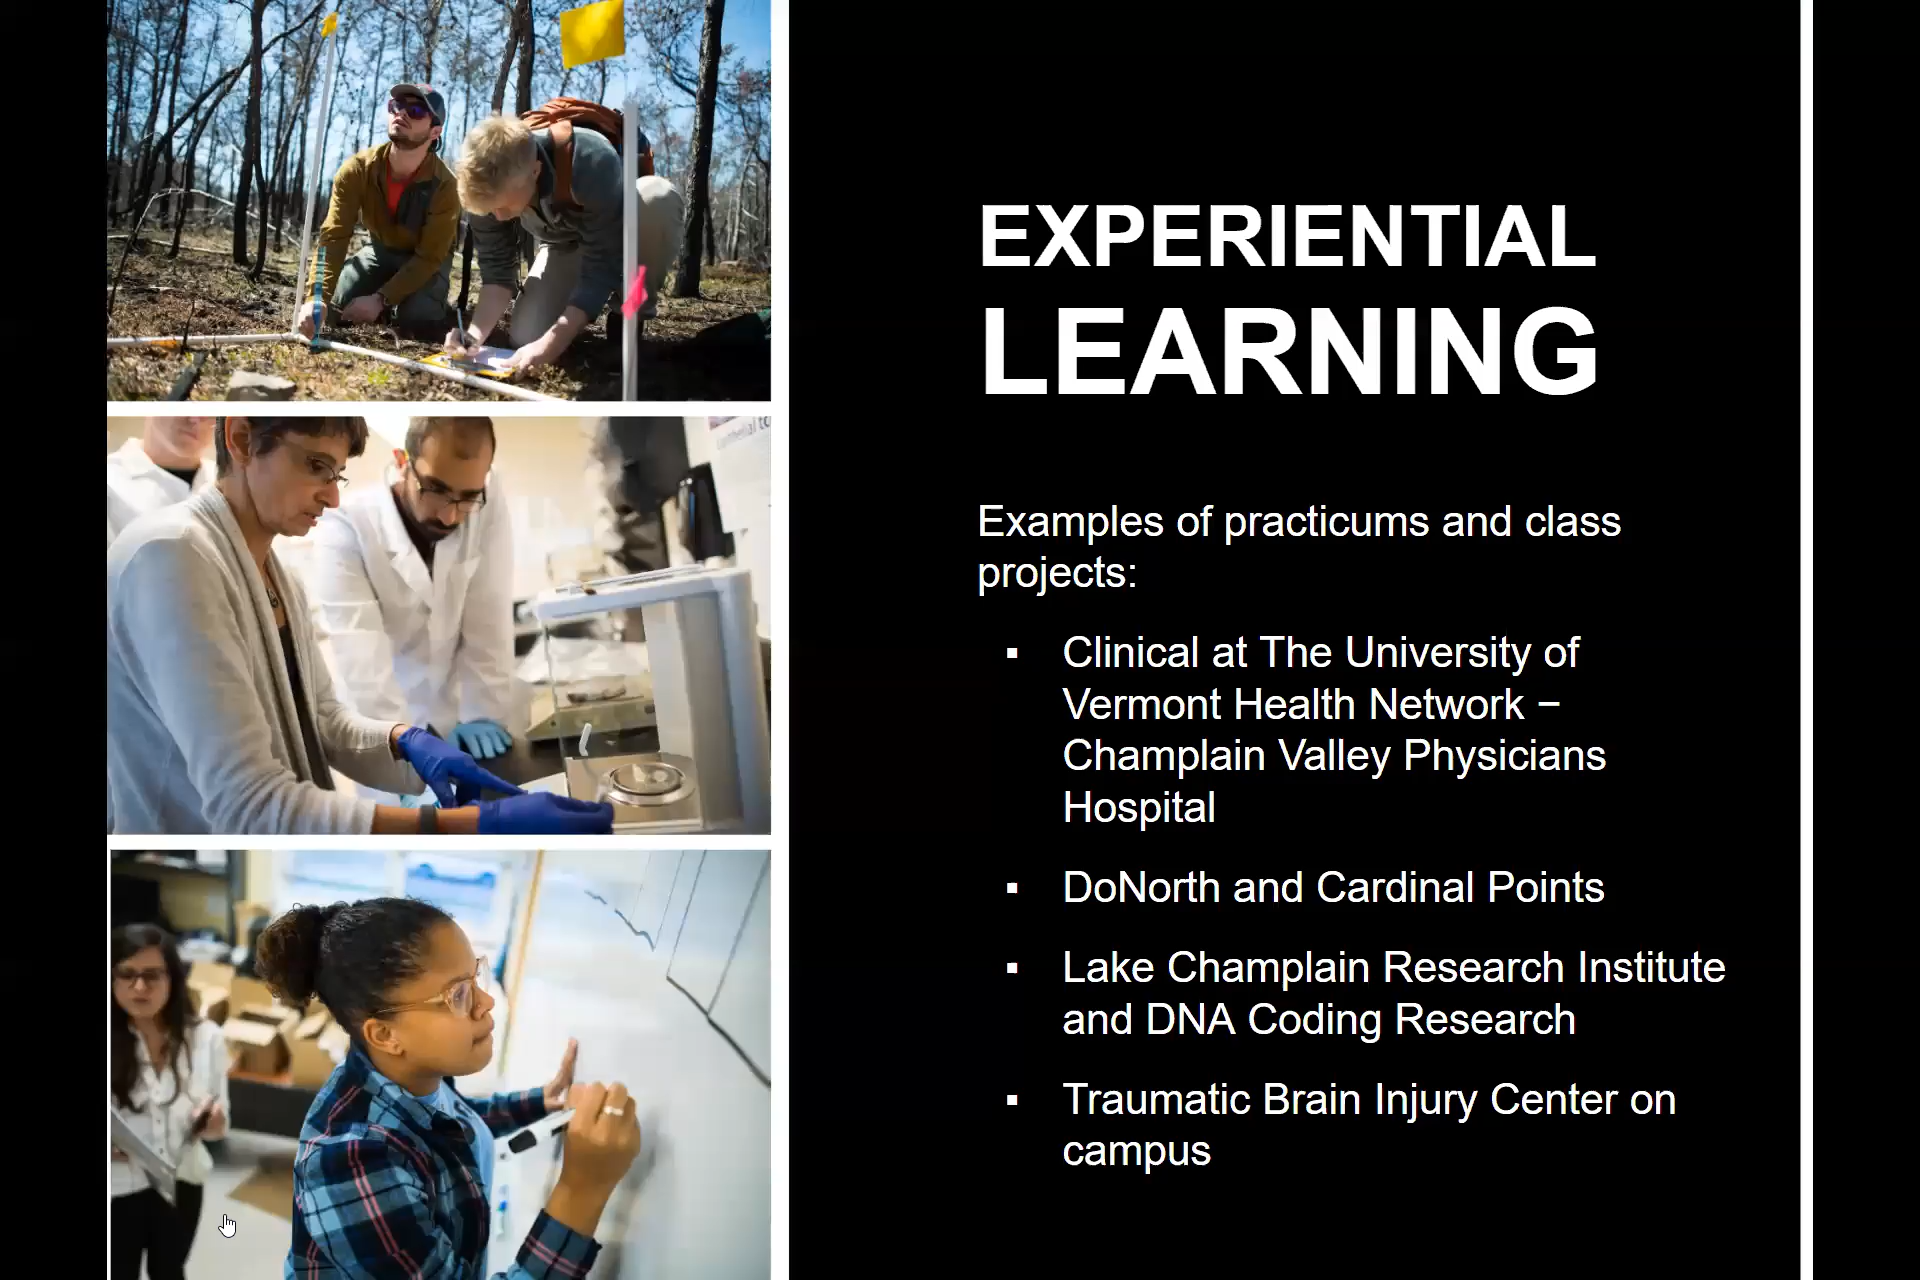 EXPERIENTIAL
LEARNING
Examples of practicums and class
projects:
▪ Clinical at The University of
Vermont Health Network −
Champlain Valley Physicians
Hospital
▪ DoNorth and Cardinal Points
▪ Lake Champlain Research Institute
and DNA Coding Research
▪ Traumatic Brain Injury Center on
campus